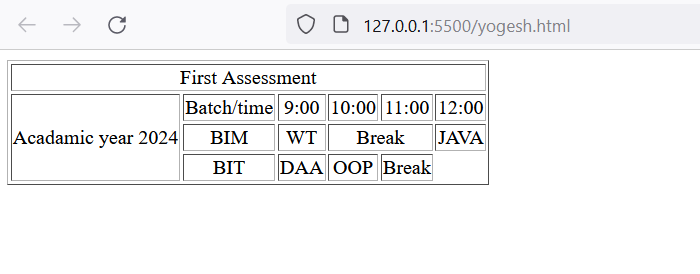 127.0.0.1:5500/yogesh.html
First Assessment
Batch/time 9:00 10:00 11:00 12:00
Acadamic year 2024 BIM WT Break JAVA
BIT DAA OOP Break